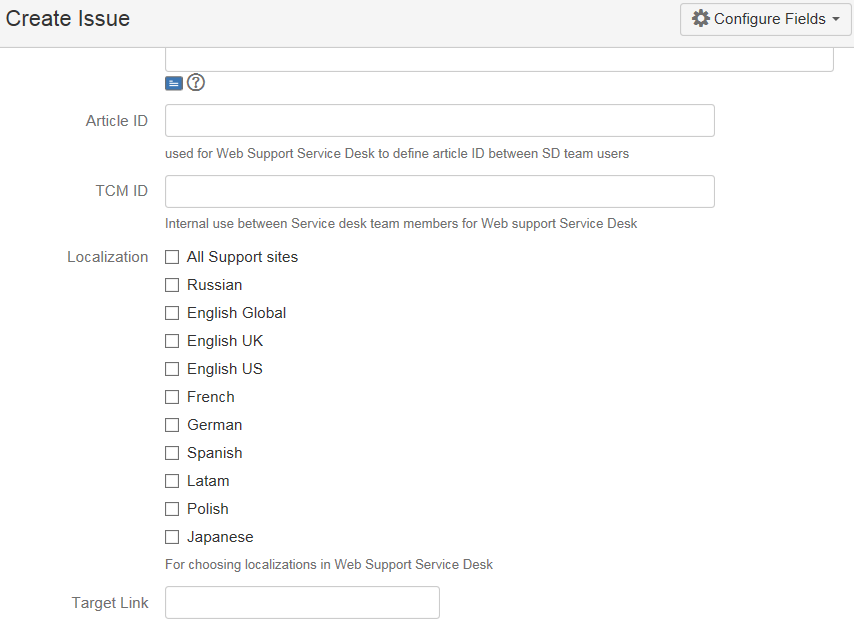 Create Issue
Configure Fields
Article ID
used for Web Support Service Desk to define article ID between SD team users
TCM ID
Internal use between Service desk team members for Web support Service Desk
Localization
All Support sites
Russian
English Global
English UK
English US
French
German
Spanish
Latam
Polish
Japanese
For choosing localizations in Web Support Service Desk
Target Link